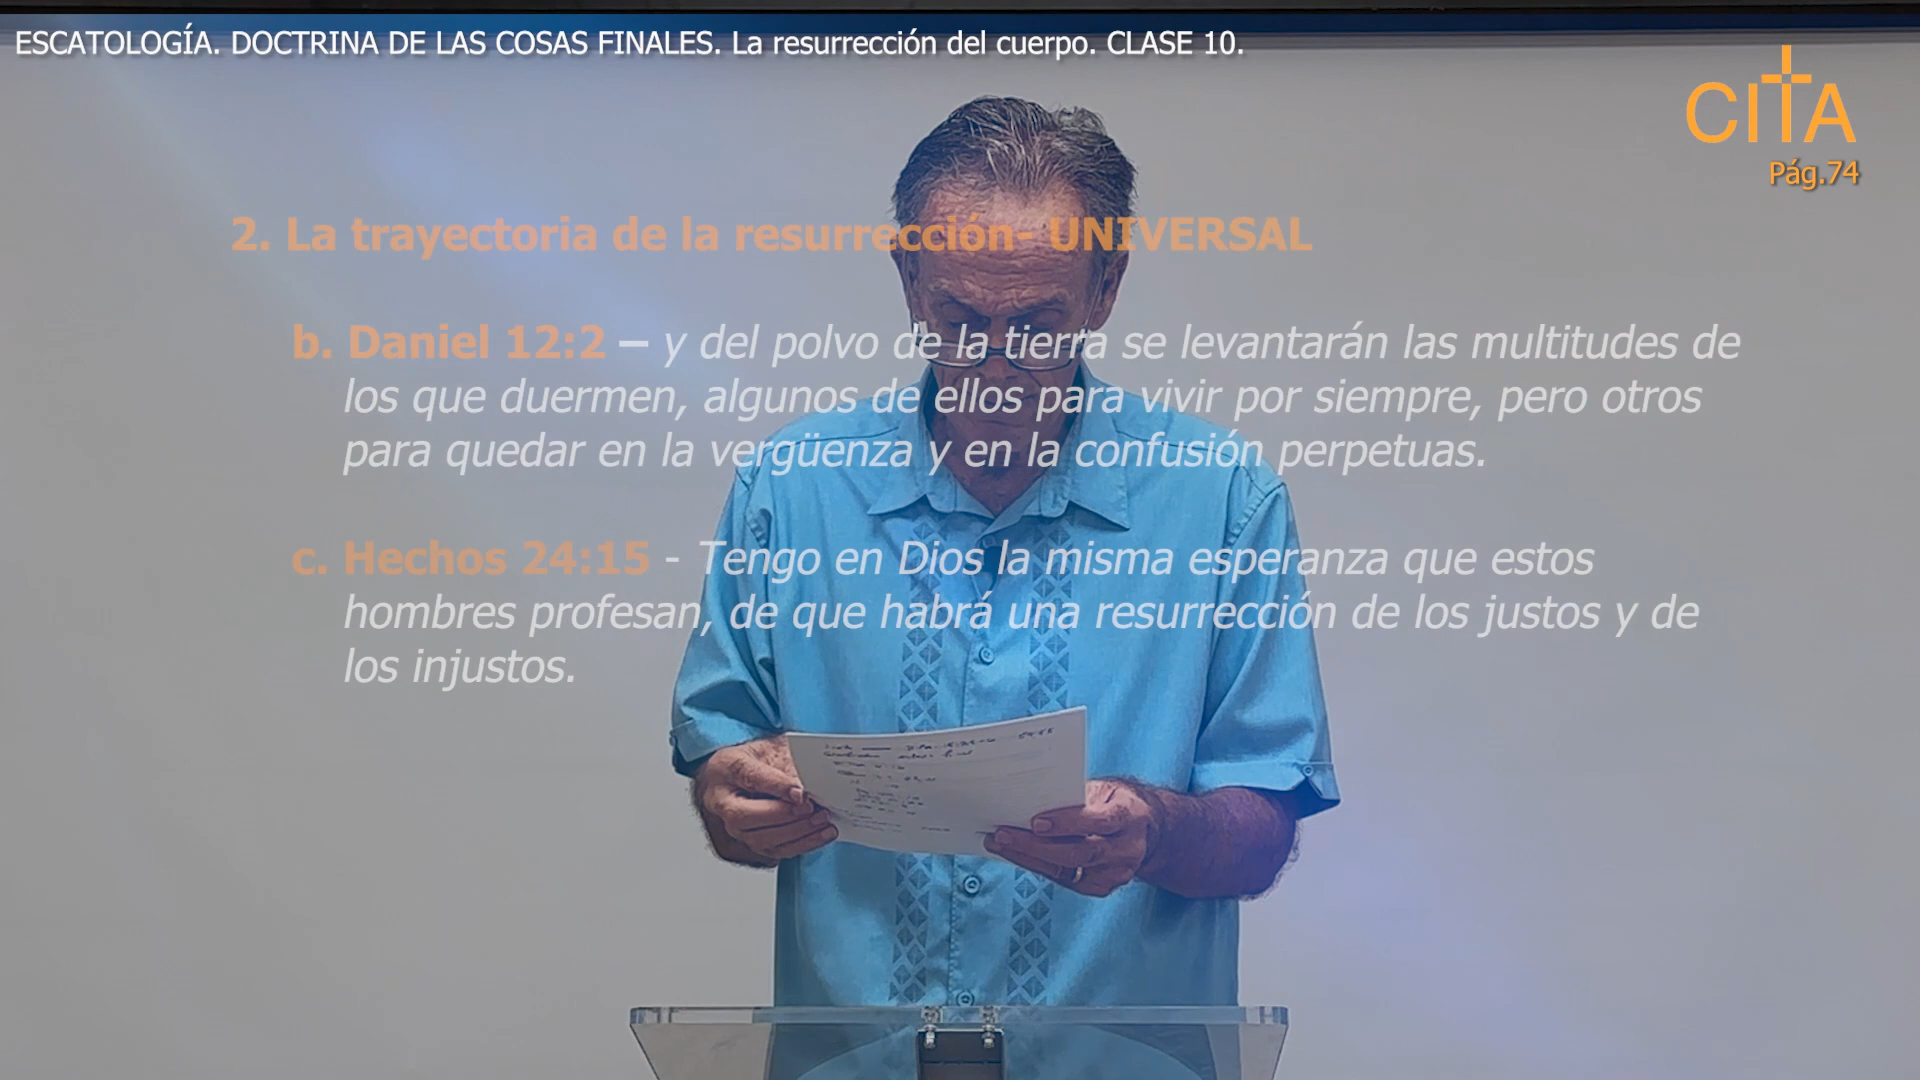 ESCATOLOGÍA. DOCTRINA DE LAS COSAS FINALES. La resurrección del cuerpo. CLASE 10.
CITA
Pág.74
2. La trayectoria de la resurrección- UNIVERSAL
b. Daniel 12:2 – y del polvo de la tierra se levantarán las multitudes de
los que duermen, algunos de ellos para vivir por siempre, pero otros
para quedar en la vergüenza y en la confusión perpetuas.
c. Hechos 24:15 - Tengo en Dios la misma esperanza que estos
hombres profesan, de que habrá una resurrección de los justos y de
los injustos.